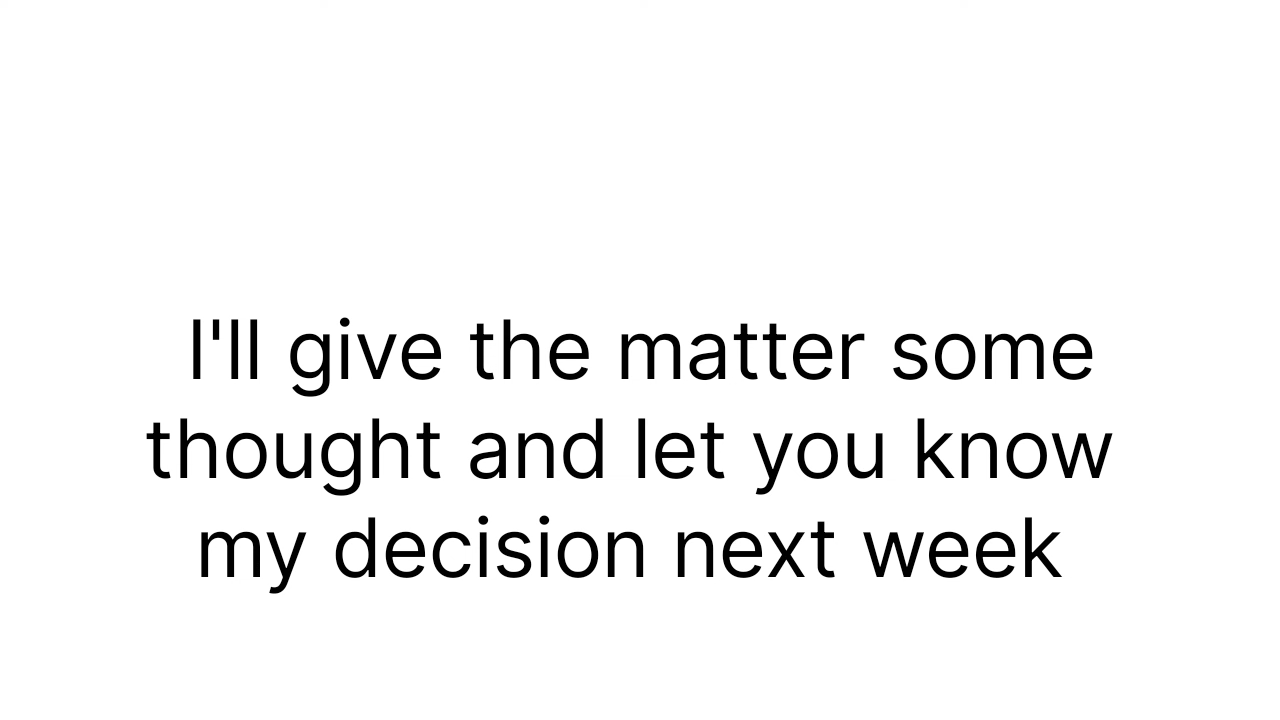 I'll give the matter some
thought and let you know
my decision next week